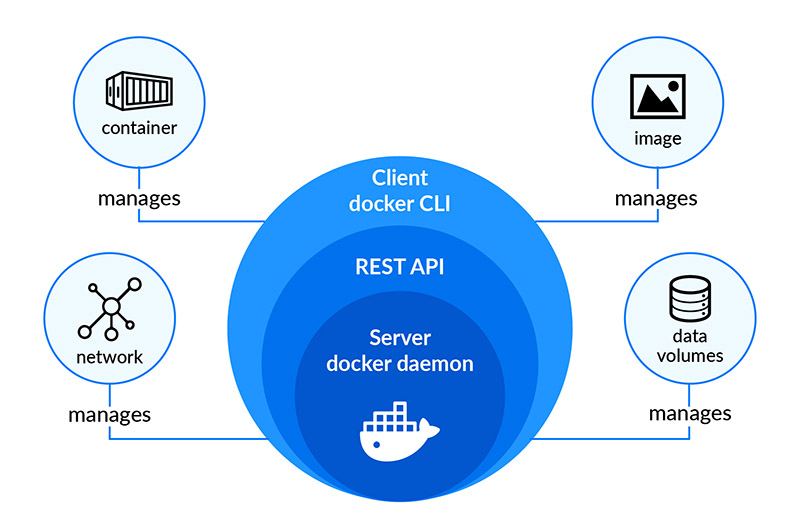 container
manages
image
manages
Client
docker CLI
REST API
Server
docker daemon
network
manages
data
volumes
manages